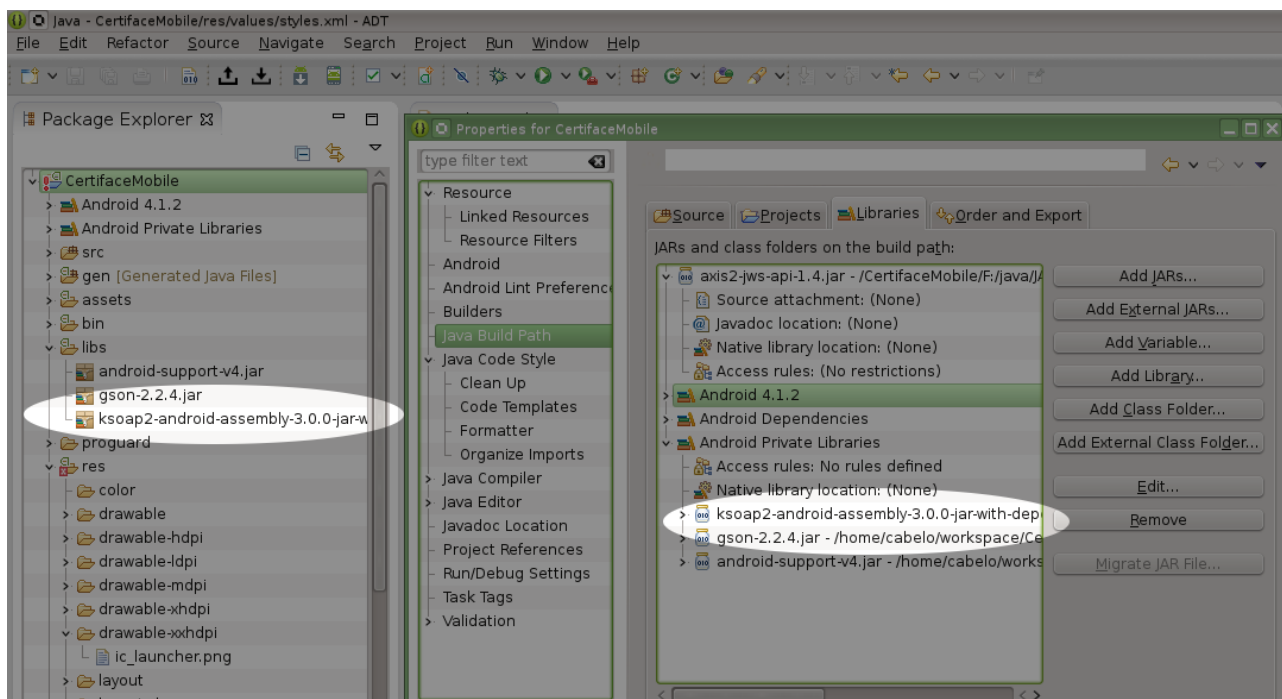 Java - CertifaceMobile/res/values/styles.xml - ADT
File Edit Refactor Source Navigate Search Project Run Window Help
Package Explorer
CertifaceMobile
Android 4.1.2
Android Private Libraries
src
gen [Generated Java Files]
assets
bin
libs
android-support-v4.jar
gson-2.2.4.jar
ksoap2-android-assembly-3.0.0-jar-w
proguard
res
color
drawable
drawable-hdpi
drawable-ldpi
drawable-mdpi
drawable-xhdpi
drawable-xxhdpi
ic_launcher.png
layout
Properties for CertifaceMobile
type filter text
Resource
Linked Resources
Resource Filters
Android
Android Lint Preference
Builders
Java Build Path
Java Code Style
Clean Up
Code Templates
Formatter
Organize Imports
Java Compiler
Java Editor
Javadoc Location
Project References
Run/Debug Settings
Task Tags
Validation
Source Projects Libraries Order and Export
JARs and class folders on the build path:
axis2-jws-api-1.4.jar - /CertifaceMobile/F:/java/JA
Source attachment: (None)
Javadoc location: (None)
Native library location: (None)
Access rules: (No restrictions)
Android 4.1.2
Android Dependencies
Android Private Libraries
Access rules: No rules defined
Native library location: (None)
ksoap2-android-assembly-3.0.0-jar-with-dep
gson-2.2.4.jar - /home/cabelo/workspace/Ce
android-support-v4.jar - /home/cabelo/works
Add JARs...
Add External JARs...
Add Variable...
Add Library...
Add Class Folder...
Add External Class Folder...
Edit...
Remove
Migrate JAR File...